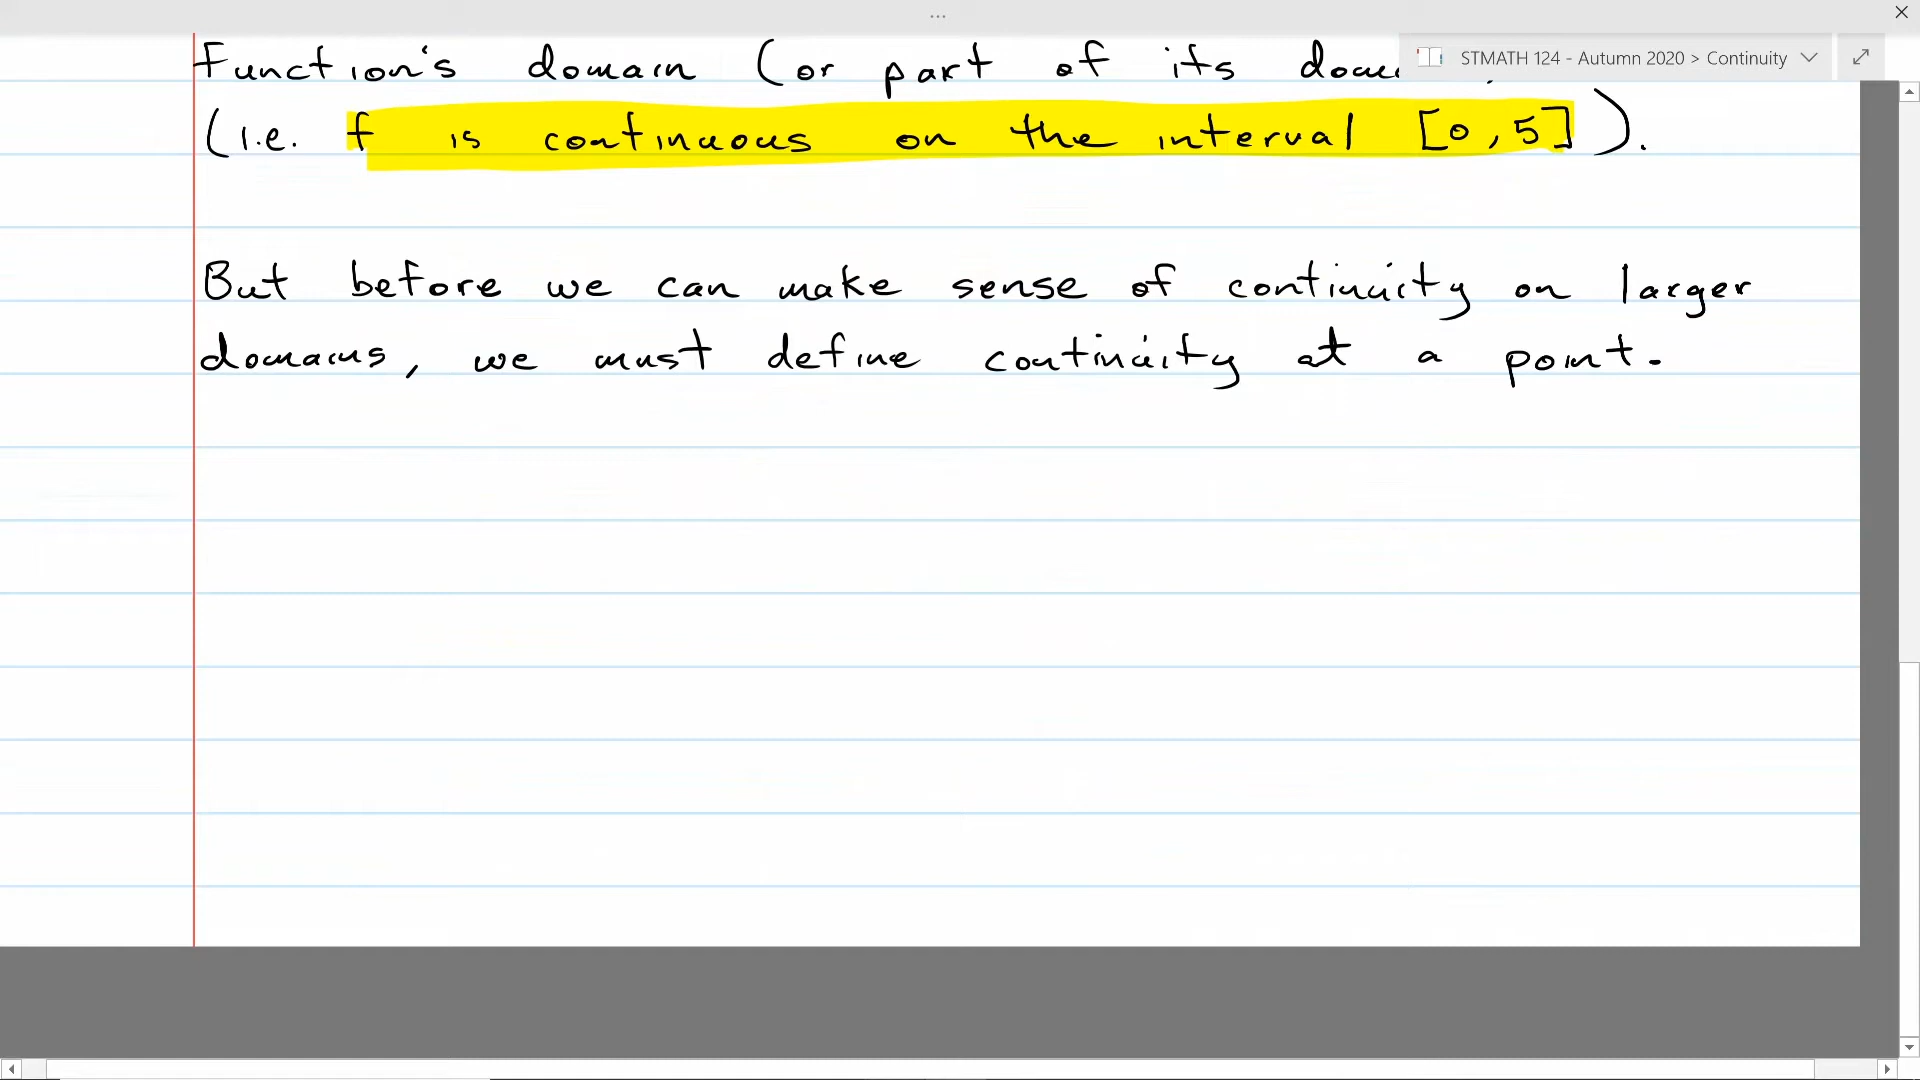 Function's domain (or part of its
STMATH 124 - Autumn 2020 > Continuity
(i.e. f is continuous on the interval [0,5]).
But before we can make sense of continuity on larger
domains, we must define continuity at a point.